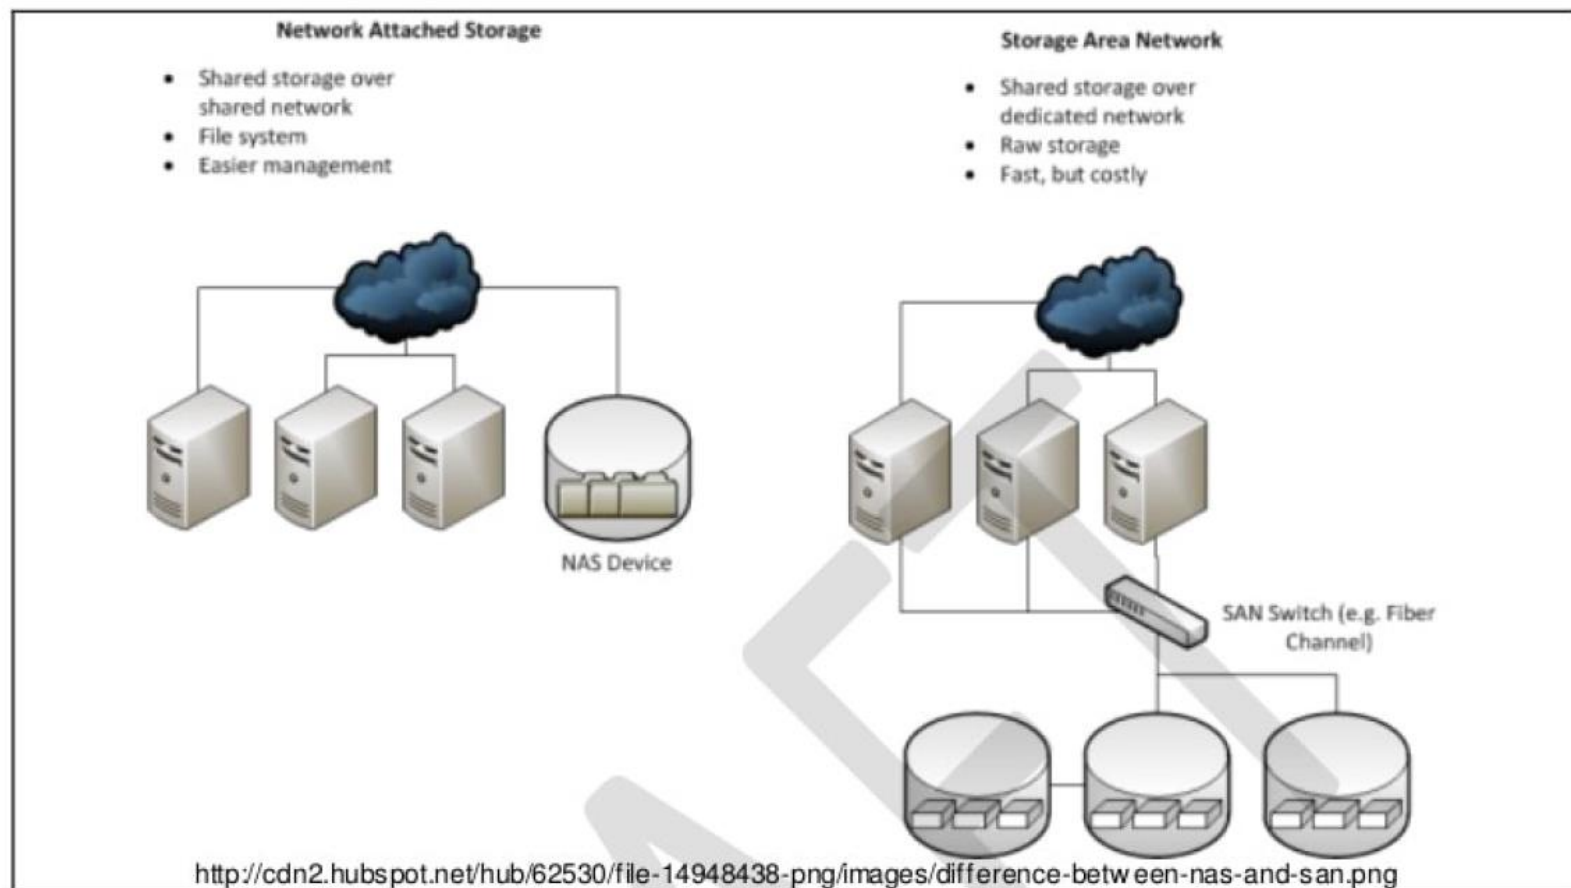 Network Attached Storage
• Shared storage over
shared network
• File system
• Easier management
NAS Device
Storage Area Network
• Shared storage over
dedicated network
• Raw storage
• Fast, but costly
SAN Switch (e.g. Fiber
Channel)
http://cdn2.hubspot.net/hub/62530/file-14948438-png/images/difference-between-nas-and-san.png